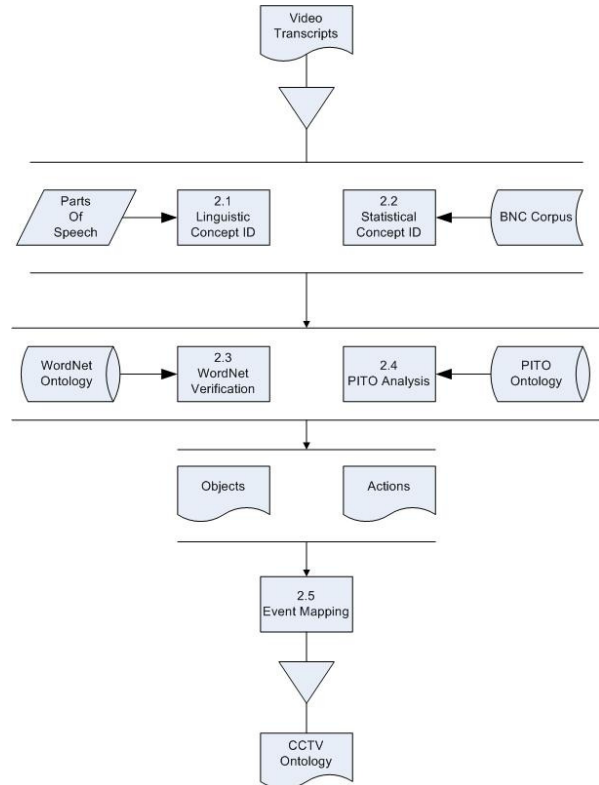 Video
Transcripts
Parts
Of
Speech
2.1
Linguistic
Concept ID
2.2
Statistical
Concept ID
BNC Corpus
WordNet
Ontology
2.3
WordNet
Verification
2.4
PITO Analysis
PITO
Ontology
Objects
Actions
2.5
Event Mapping
CCTV
Ontology